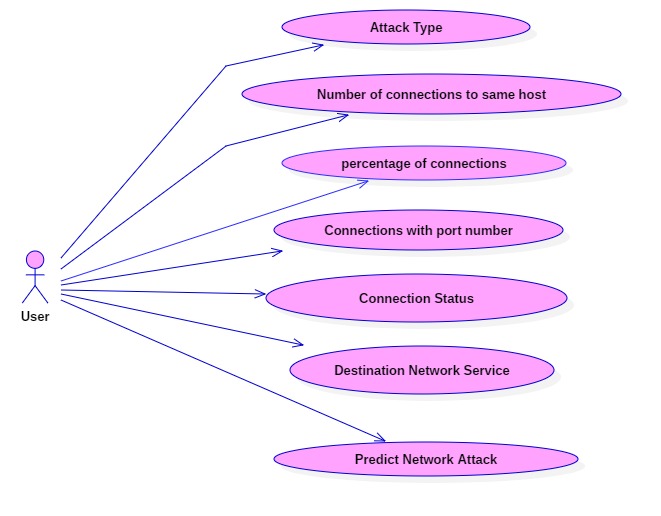 Attack Type
Number of connections to same host
percentage of connections
Connections with port number
Connection Status
User
Destination Network Service
Predict Network Attack